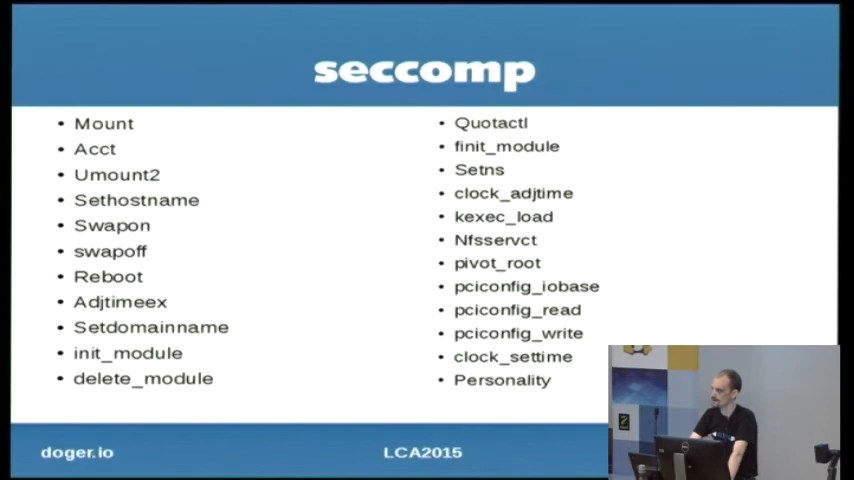 seccomp
• Mount
• Acct
• Umount2
• Sethostname
• Swapon
• swapoff
• Reboot
• Adjtimeex
• Setdomainname
• init_module
• delete_module
• Quotactl
• finit_module
• Setns
• clock_adjtime
• kexec_load
• Nfsservct
• pivot_root
• pciconfig_iobase
• pciconfig_read
• pciconfig_write
• clock_settime
• Personality
doger.io
LCA2015